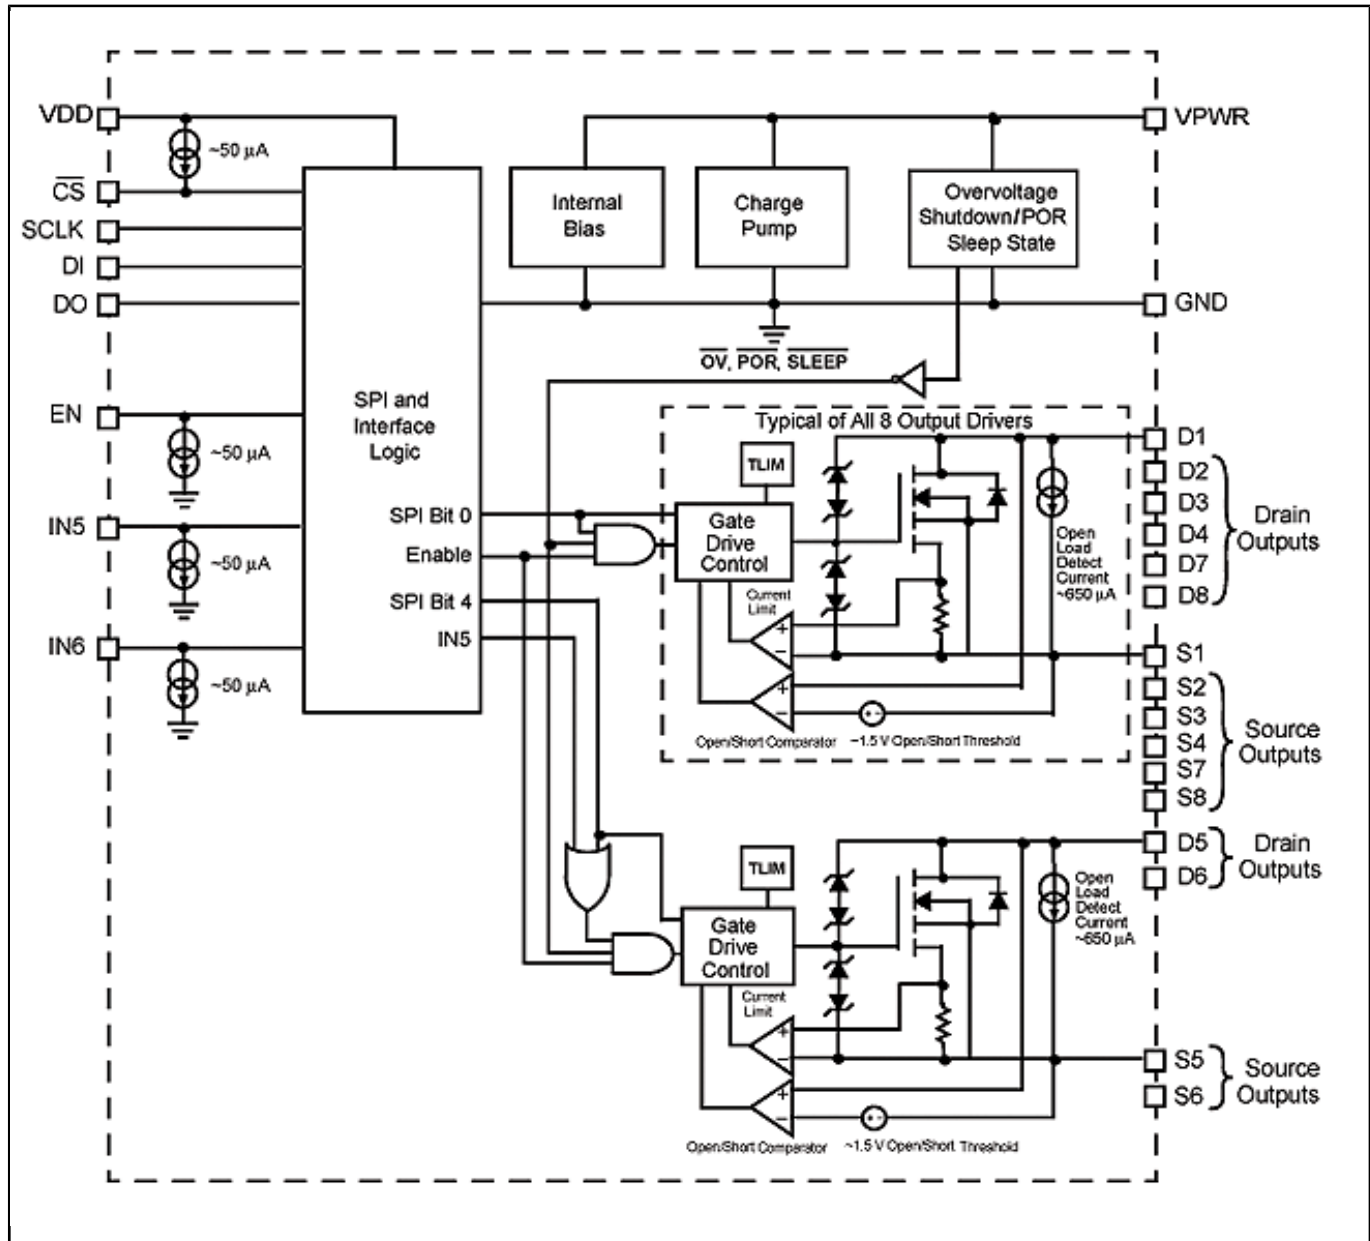 VDD
~50 µA
CS
SCLK
DI
DO
EN
~50 µA
IN5
~50 µA
IN6
~50 µA
SPI and
Interface
Logic
SPI Bit 0
Enable
SPI Bit 4
IN5
Internal
Bias
Charge
Pump
Overvoltage
Shutdown/POR
Sleep State
VPWR
GND
OV, POR, SLEEP
Typical of All 8 Output Drivers
TLIM
Gate
Drive
Control
Current
Limit
+
−
+
−
Open
Load
Detect
Current
~650 µA
Open/Short Comparator
~1.5 V Open/Short Threshold
D1
D2
D3
D4
D7
D8
Drain
Outputs
S1
S2
S3
S4
S7
S8
Source
Outputs
TLIM
Gate
Drive
Control
Current
Limit
+
−
+
−
Open
Load
Detect
Current
~650 µA
Open/Short Comparator
~1.5 V Open/Short Threshold
D5
D6
Drain
Outputs
S5
S6
Source
Outputs